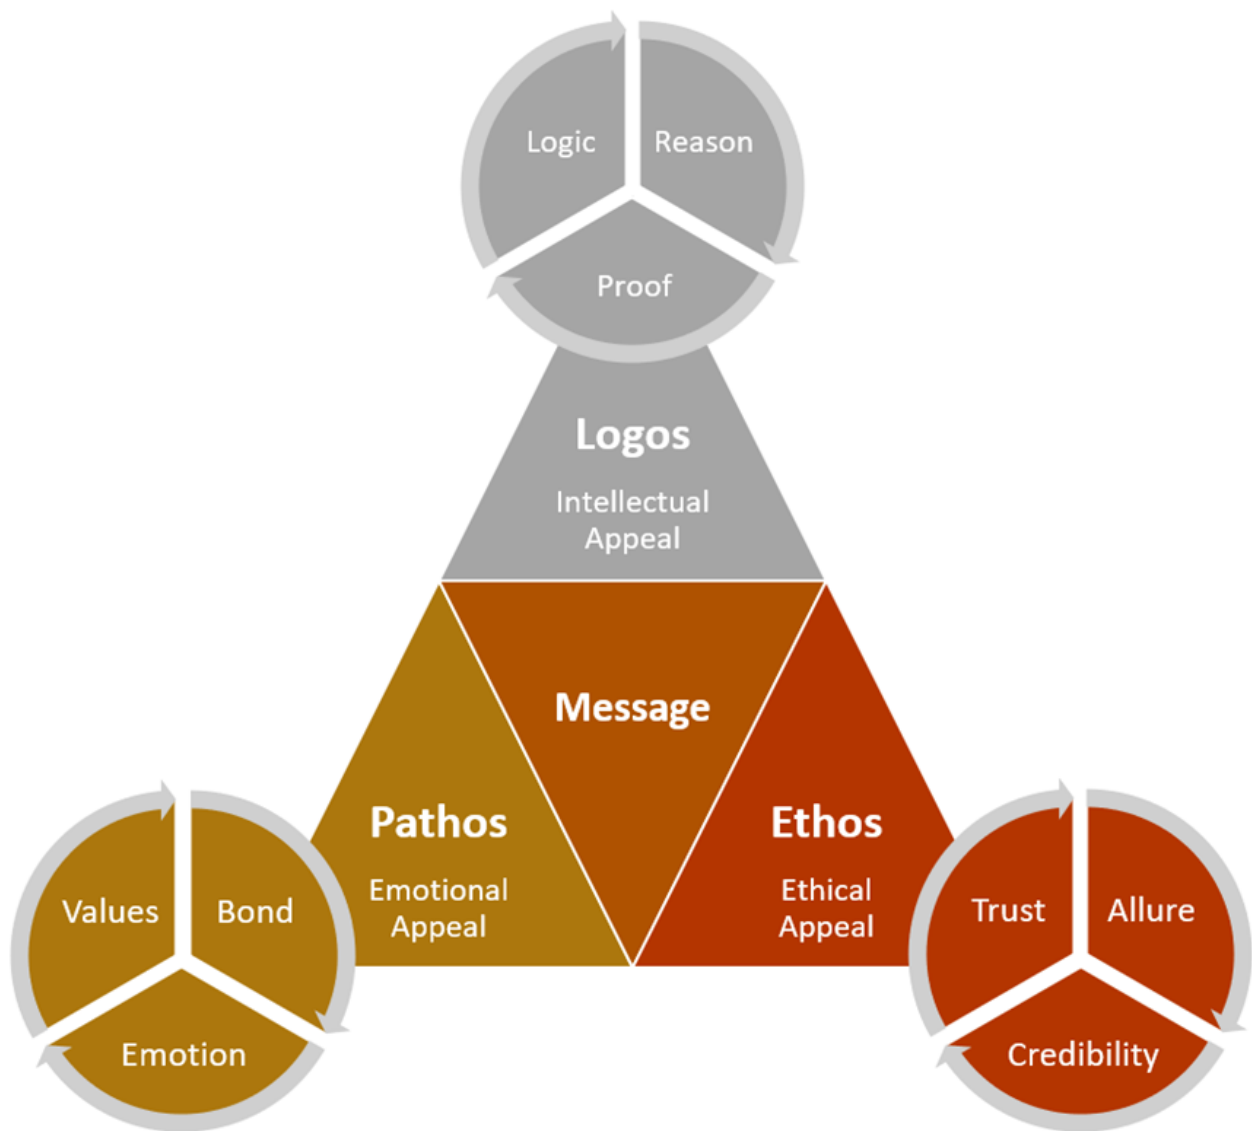 Logic
Reason
Proof
Logos
Intellectual
Appeal
Message
Pathos
Emotional
Appeal
Ethos
Ethical
Appeal
Values
Bond
Emotion
Trust
Allure
Credibility